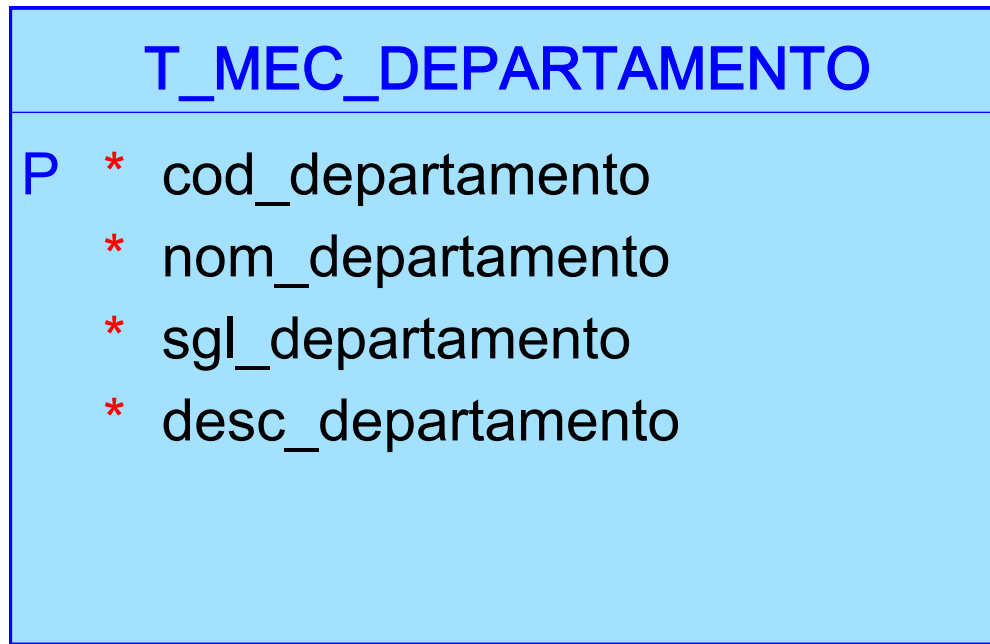 T_MEC_DEPARTAMENTO
P * cod_departamento
* nom_departamento
* sgl_departamento
* desc_departamento